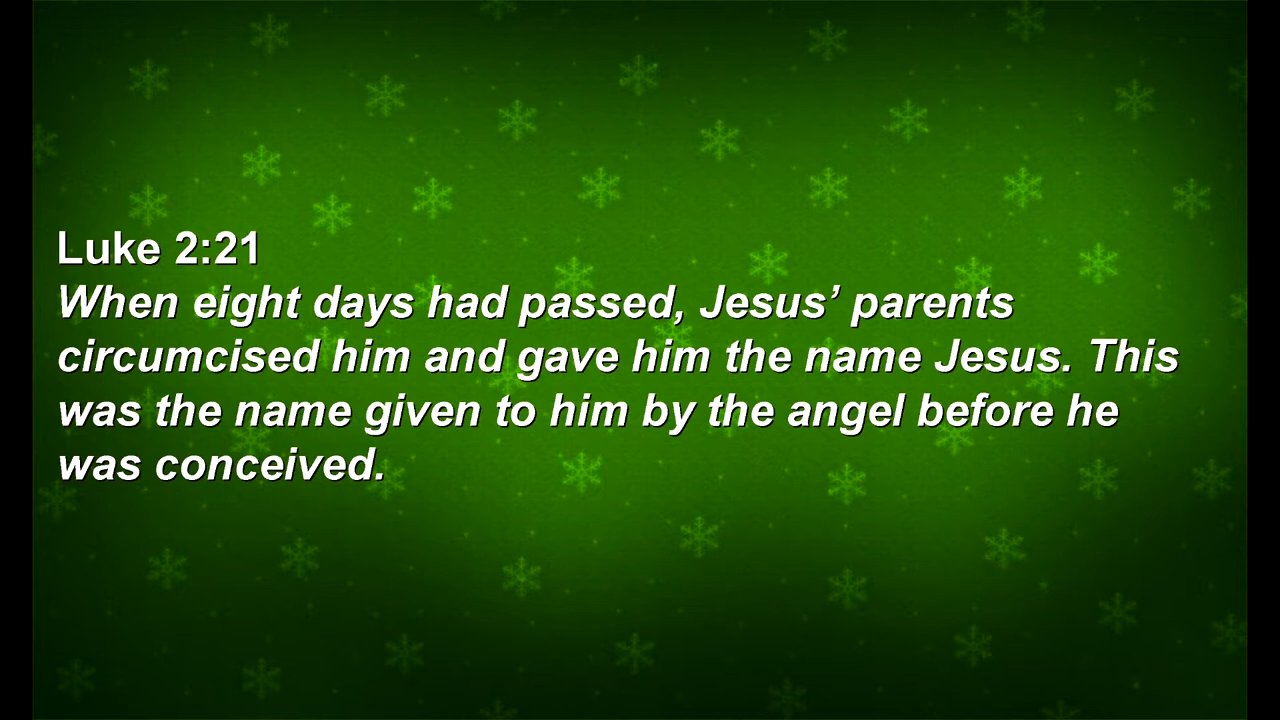 Luke 2:21
When eight days had passed, Jesus’ parents
circumcised him and gave him the name Jesus. This
was the name given to him by the angel before he
was conceived.